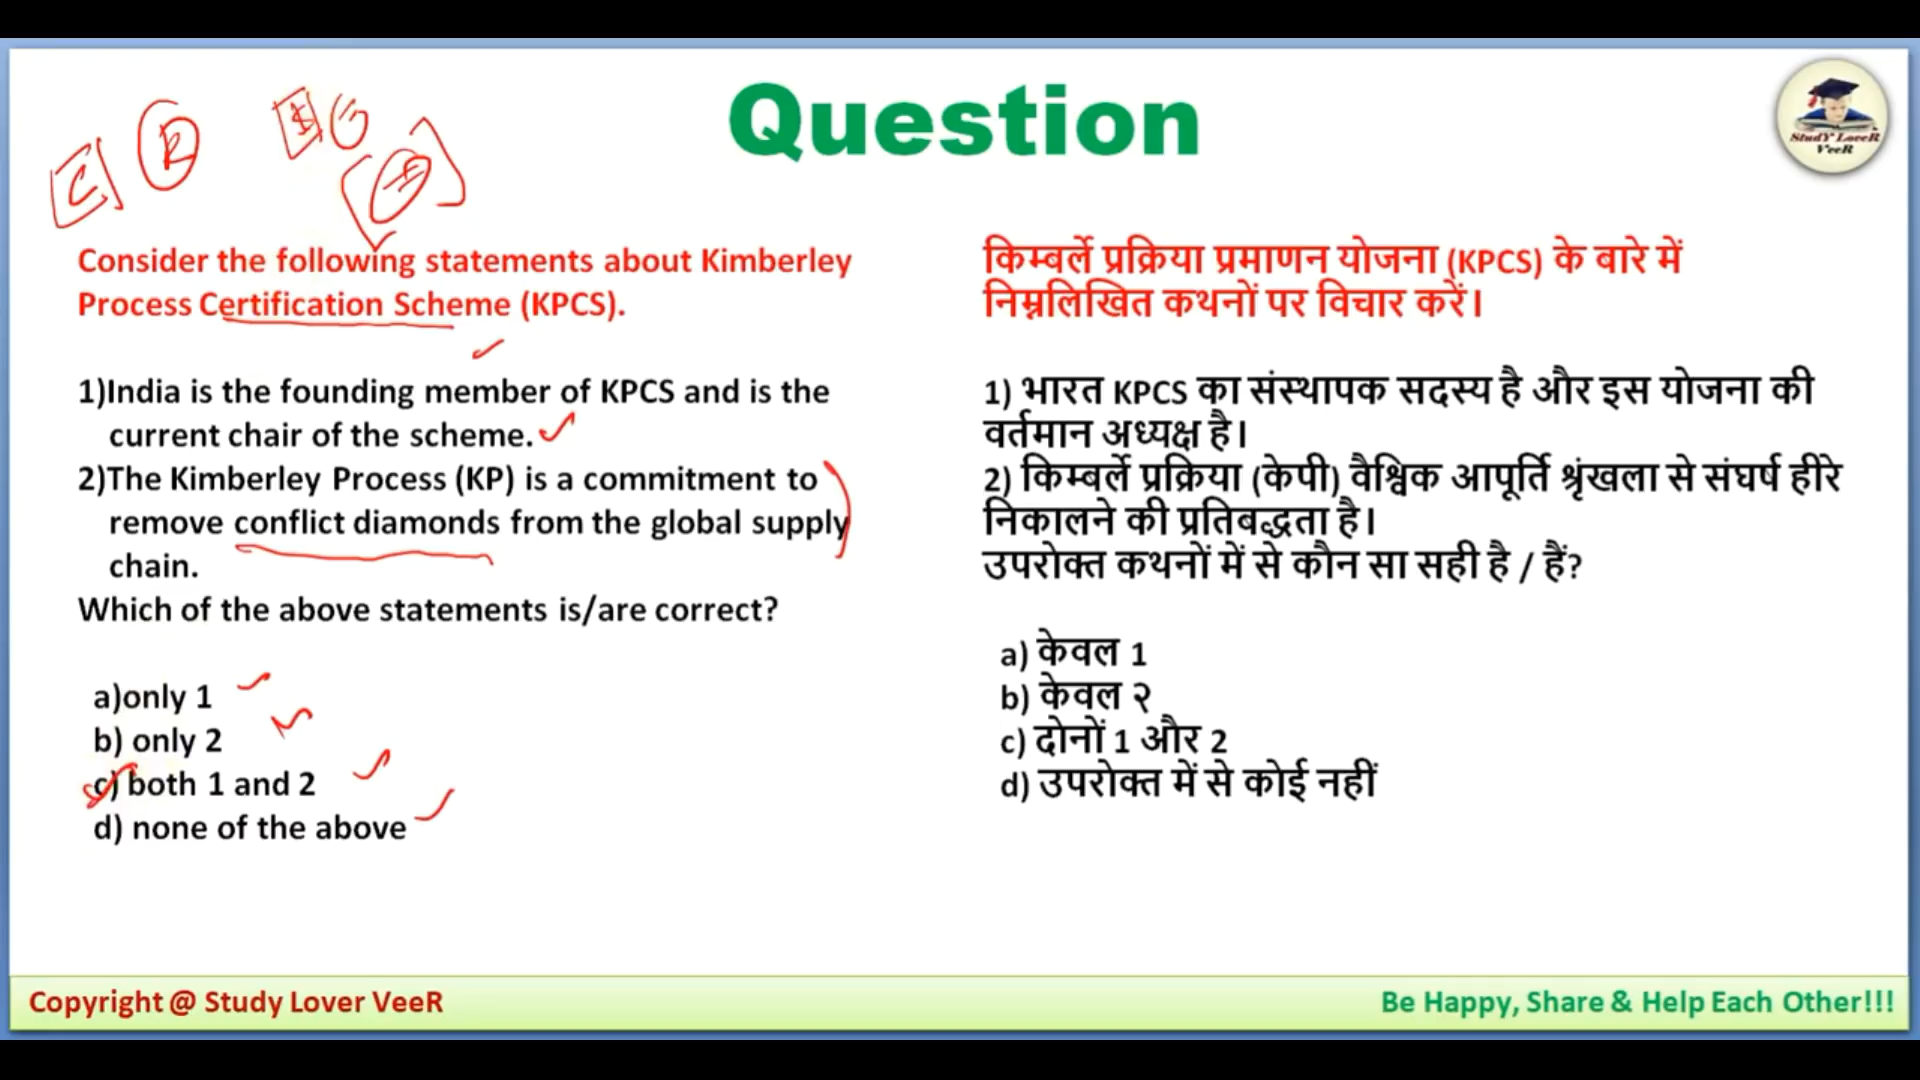 Question
StudY LoveR
VeeR
C R
Consider the following statements about Kimberley
Process Certification Scheme (KPCS).
1)India is the founding member of KPCS and is the
current chair of the scheme.
2)The Kimberley Process (KP) is a commitment to
remove conflict diamonds from the global supply
chain.
Which of the above statements is/are correct?
a)only 1
b) only 2
c) both 1 and 2
d) none of the above
किम्बर्ले प्रक्रिया प्रमाणन योजना (KPCS) के बारे में
निम्नलिखित कथनों पर विचार करें।
1) भारत KPCS का संस्थापक सदस्य है और इस योजना की
वर्तमान अध्यक्ष है।
2) किम्बर्ले प्रक्रिया (केपी) वैश्विक आपूर्ति श्रृंखला से संघर्ष हीरे
निकालने की प्रतिबद्धता है।
उपरोक्त कथनों में से कौन सा सही है / हैं?
a) केवल 1
b) केवल २
c) दोनों 1 और 2
d) उपरोक्त में से कोई नहीं
Copyright @ Study Lover VeeR
Be Happy, Share & Help Each Other!!!